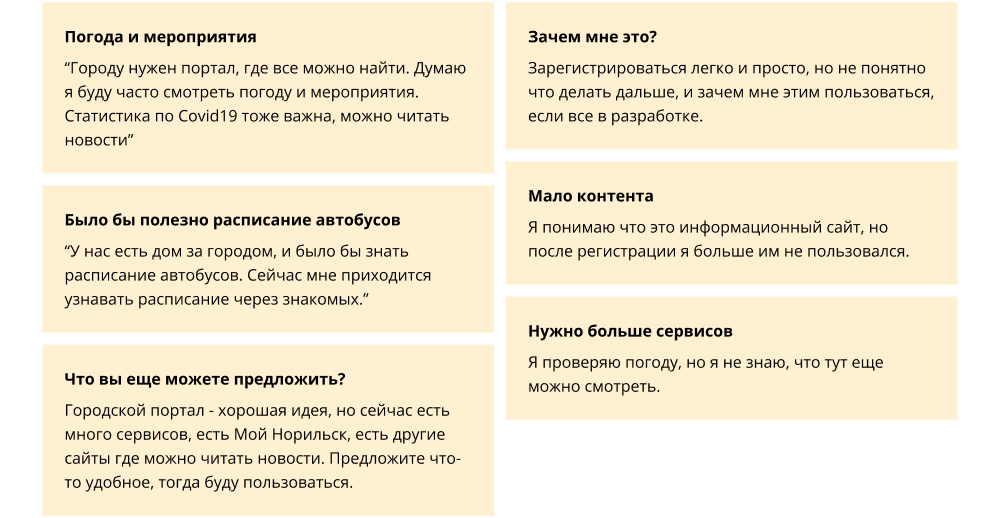 Погода и мероприятия
“Городу нужен портал, где все можно найти. Думаю
я буду часто смотреть погоду и мероприятия.
Статистика по Covid19 тоже важна, можно читать
новости”
Было бы полезно расписание автобусов
“У нас есть дом за городом, и было бы знать
расписание автобусов. Сейчас мне приходится
узнавать расписание через знакомых.”
Что вы еще можете предложить?
Городской портал - хорошая идея, но сейчас есть
много сервисов, есть Мой Норильск, есть другие
сайты где можно читать новости. Предложите что-
то удобное, тогда буду пользоваться.
Зачем мне это?
Зарегистрироваться легко и просто, но не понятно
что делать дальше, и зачем мне этим пользоваться,
если все в разработке.
Мало контента
Я понимаю что это информационный сайт, но
после регистрации я больше им не пользовался.
Нужно больше сервисов
Я проверяю погоду, но я не знаю, что тут еще
можно смотреть.